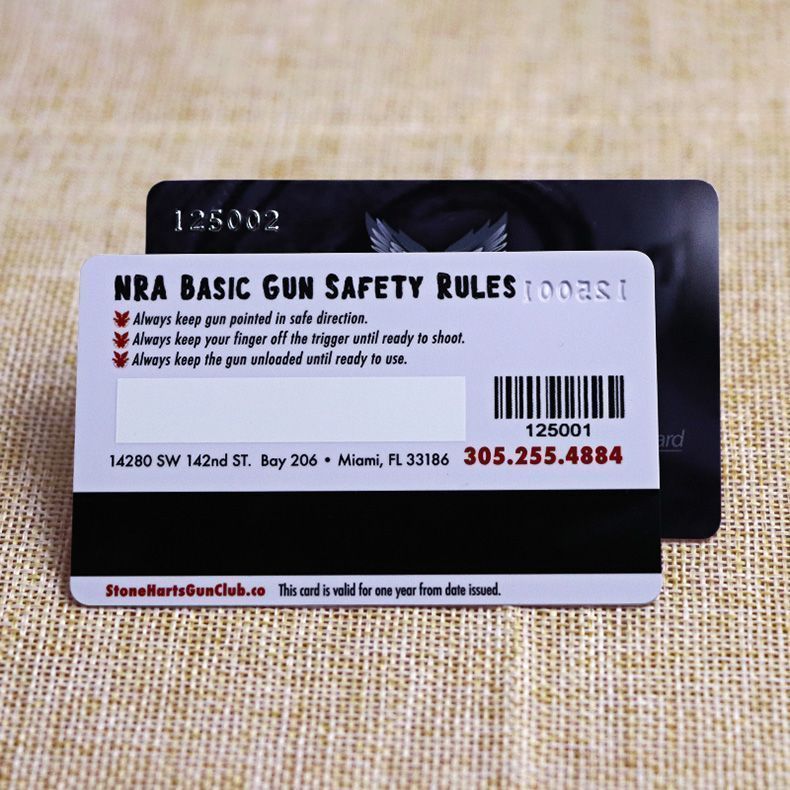 125002
NRA BASIC GUN SAFETY RULES 125001
Always keep gun pointed in safe direction.
Always keep your finger off the trigger until ready to shoot.
Always keep the gun unloaded until ready to use.
125001
14280 SW 142nd ST. Bay 206 • Miami, FL 33186 305.255.4884
StoneHartsGunClub.co This card is valid for one year from date issued.